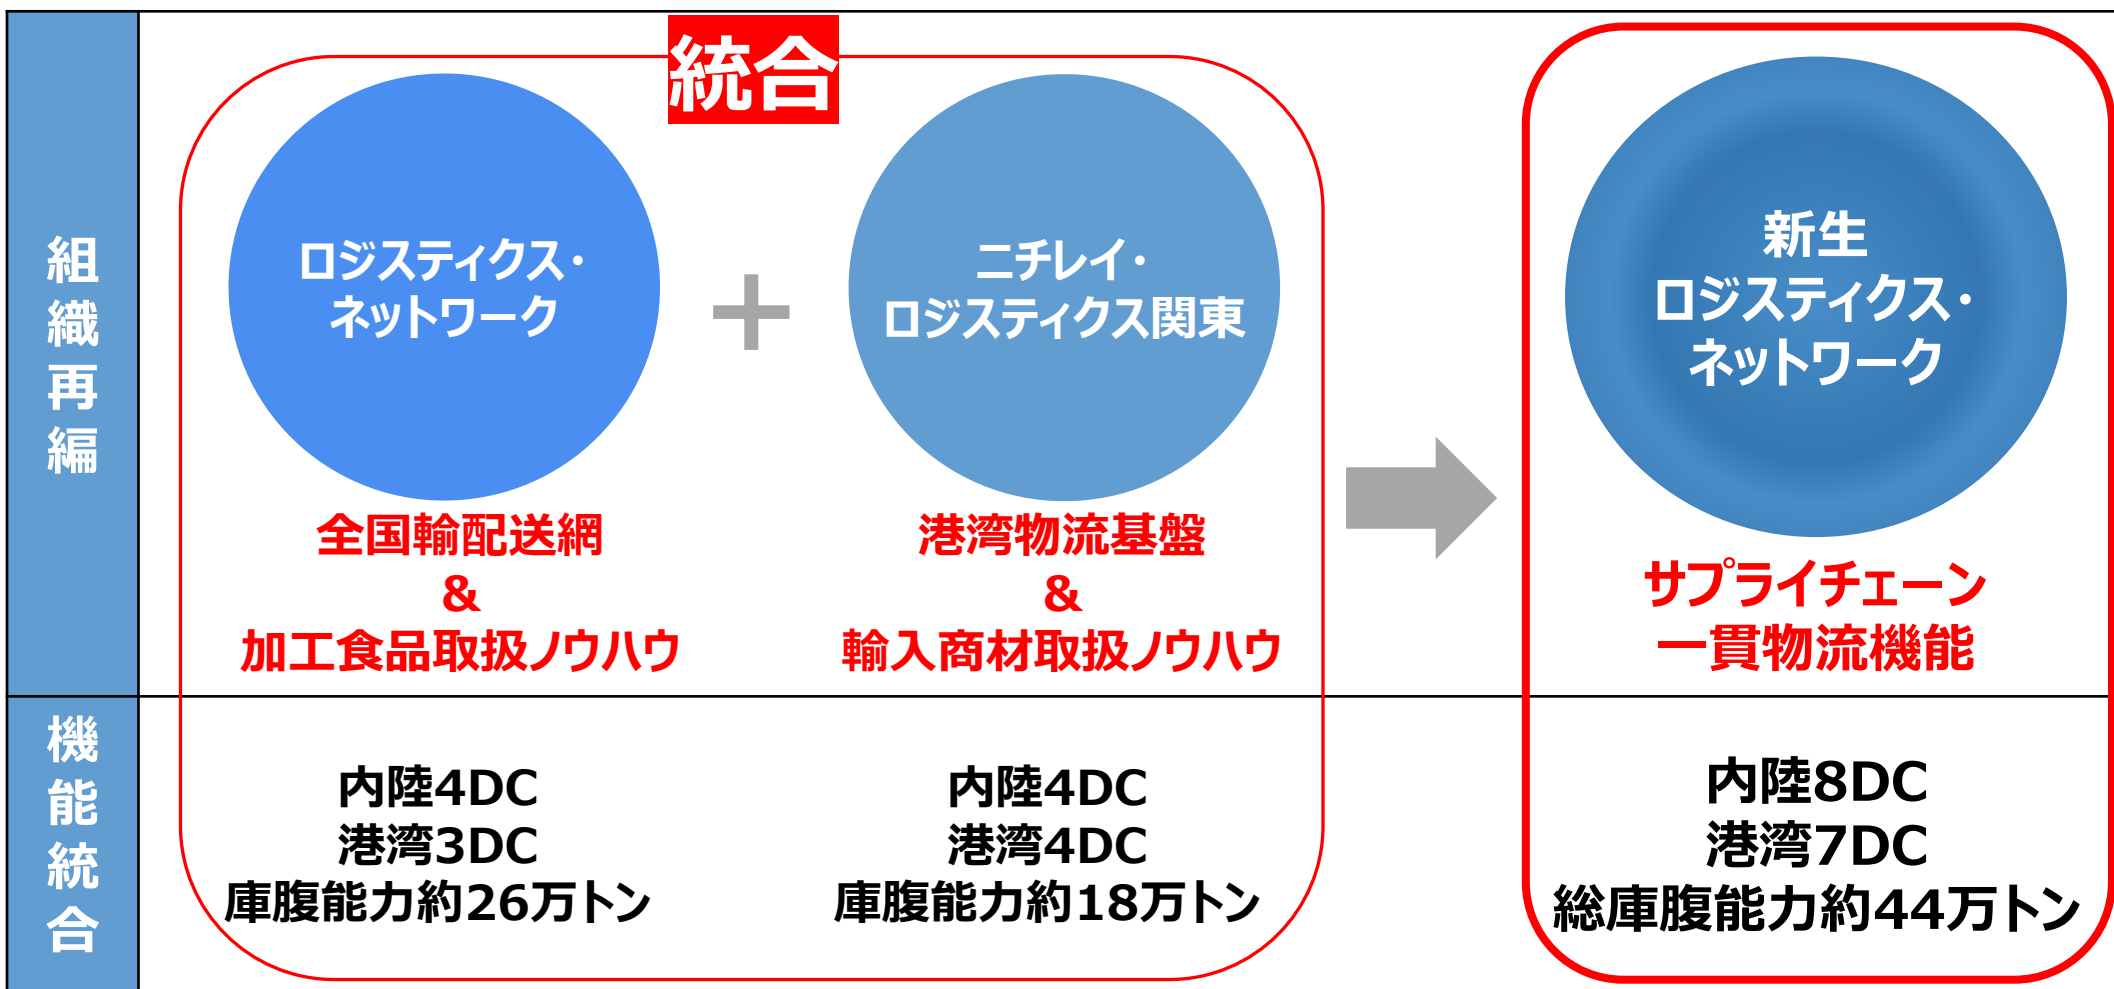 統合
組織再編
ロジスティクス・
ネットワーク
＋
ニチレイ・
ロジスティクス関東
新生
ロジスティクス・
ネットワーク
全国輸配送網
&
加工食品取扱ノウハウ
港湾物流基盤
&
輸入商材取扱ノウハウ
サプライチェーン
一貫物流機能
機能統合
内陸4DC
港湾3DC
庫腹能力約26万トン
内陸4DC
港湾4DC
庫腹能力約18万トン
内陸8DC
港湾7DC
総庫腹能力約44万トン